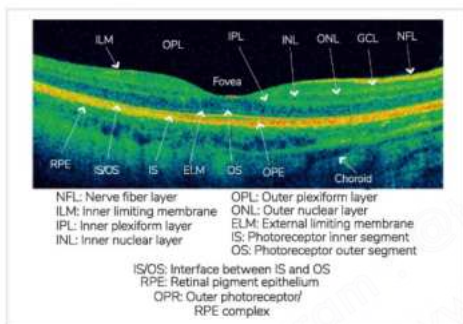 ILM OPL IPL INL ONL GCL NFL
Fovea
RPE IS/OS IS ELM OS OPE Choroid
NFL: Nerve fiber layer
ILM: Inner limiting membrane
IPL: Inner plexiform layer
INL: Inner nuclear layer
OPL: Outer plexiform layer
ONL: Outer nuclear layer
ELM: External limiting membrane
IS: Photoreceptor inner segment
OS: Photoreceptor outer segment
IS/OS: Interface between IS and OS
RPE: Retinal pigment epithelium
OPR: Outer photoreceptor/
RPE complex